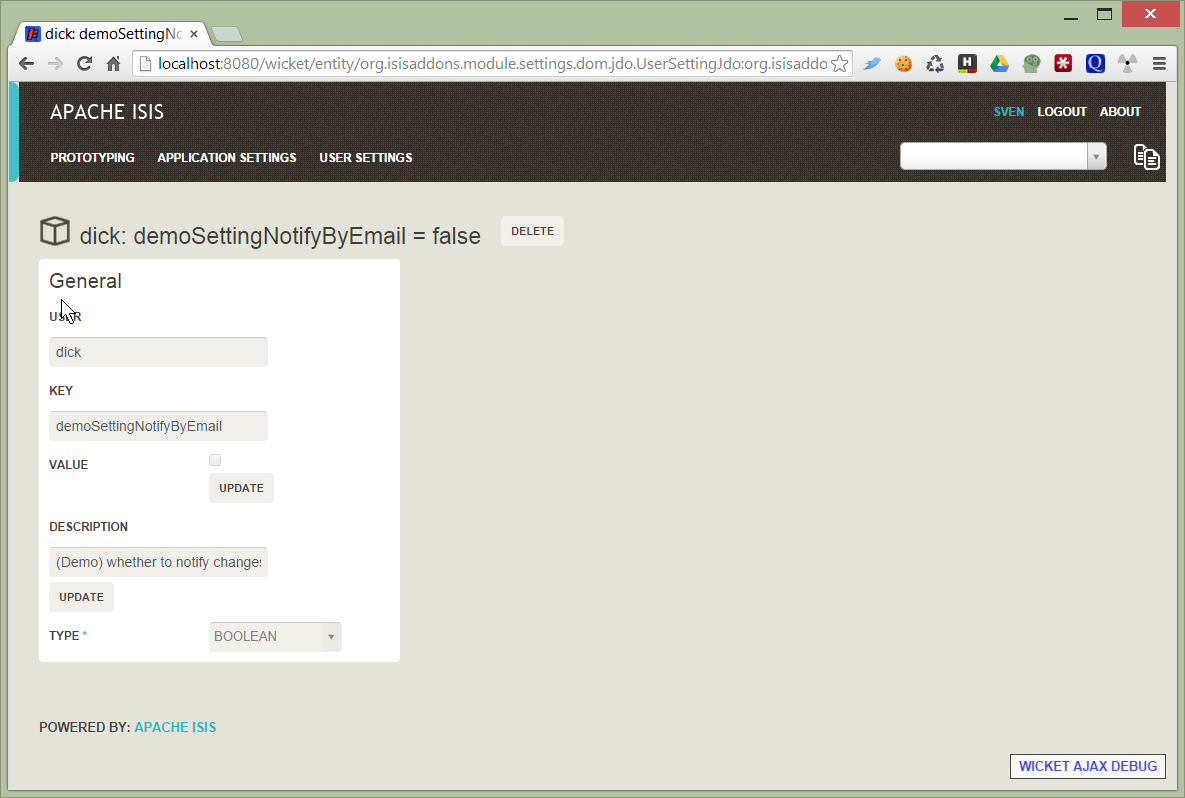 dick: demoSettingNo
localhost:8080/wicket/entity/org.isisaddons.module.settings.dom.jdo.UserSettingJdo:org.isisaddo
APACHE ISIS
SVEN LOGOUT ABOUT
PROTOTYPING APPLICATION SETTINGS USER SETTINGS
dick: demoSettingNotifyByEmail = false
DELETE
General
USER
dick
KEY
demoSettingNotifyByEmail
VALUE
UPDATE
DESCRIPTION
(Demo) whether to notify changes
UPDATE
TYPE *
BOOLEAN
POWERED BY: APACHE ISIS
WICKET AJAX DEBUG